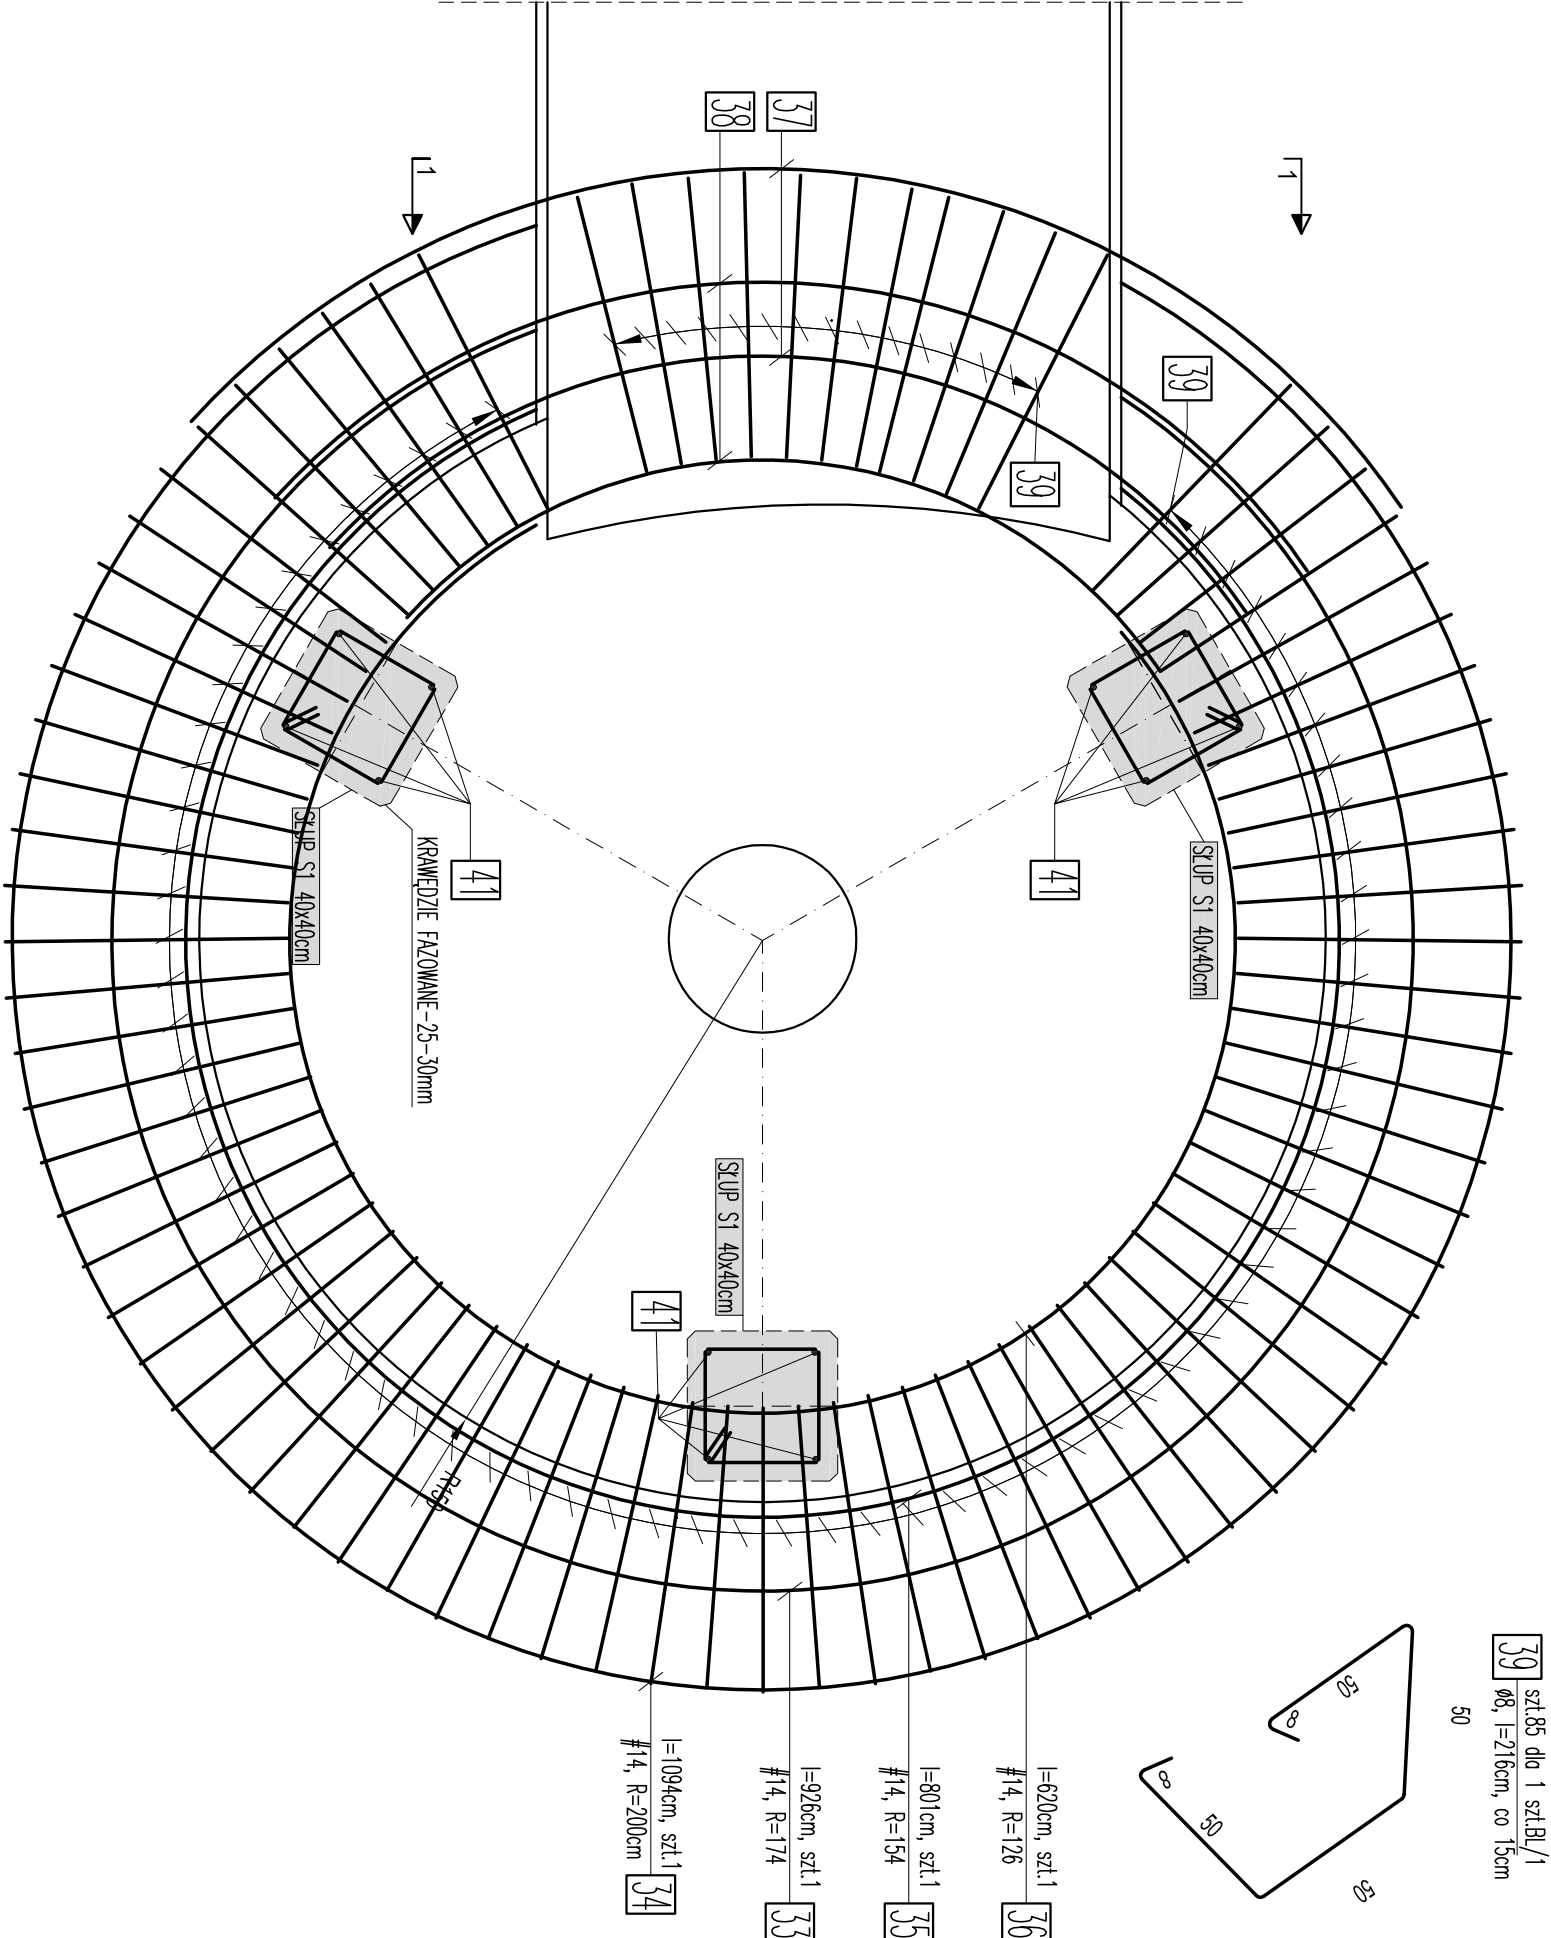 38
37
1
1
39
39
41
41
SŁUP S1 40x40cm
SŁUP S1 40x40cm
KRAWĘDZIE FAZOWANE-25-30mm
SŁUP S1 40x40cm
41
39
szt.85 dla 1 szt.BL/1
ø8, l=216cm, co 15cm
50
50
8
8
50
50
l=620cm, szt.1
#14, R=126
36
l=801cm, szt.1
#14, R=154
35
l=926cm, szt.1
#14, R=174
33
l=1094cm, szt.1
#14, R=200cm
34